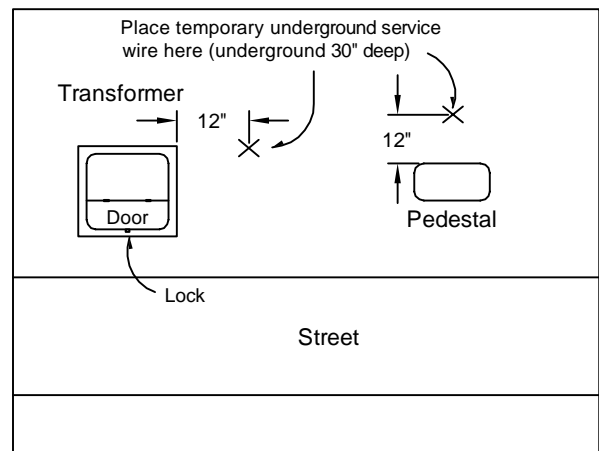 Place temporary underground service
wire here (underground 30" deep)
Transformer
12"
12"
Door
Pedestal
Lock
Street